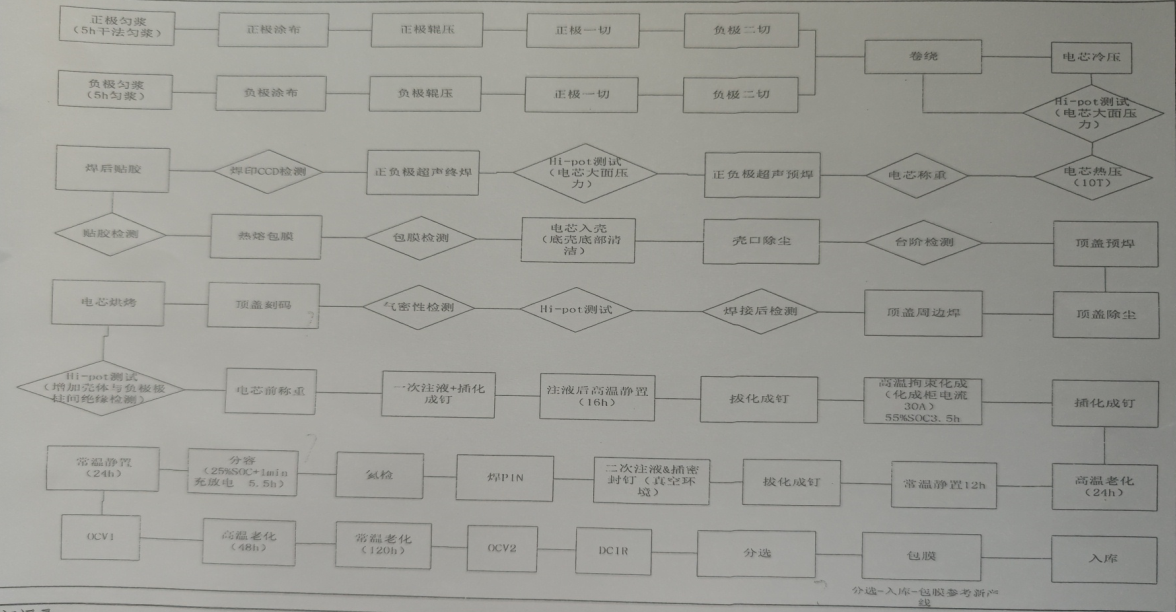 正极匀浆
（5h干法匀浆）
正极涂布
正极辊压
正极一切
负极二切
卷绕
电芯冷压
负极匀浆
（5h匀浆）
负极涂布
负极辊压
正极一切
负极二切
Hi-pot测试
（电芯大面压
力）
焊后贴胶
焊印CCD检测
正负极超声终焊
Hi-pot测试
（电芯大面压
力）
正负极超声预焊
电芯称重
电芯热压
（10T）
贴胶检测
热熔包膜
包膜检测
电芯入壳
（底壳底部清
洁）
壳口除尘
台阶检测
顶盖预焊
电芯烘烤
顶盖刻码
气密性检测
Hi-pot测试
焊接后检测
顶盖周边焊
顶盖除尘
Hi-pot测试
（增加壳体与负极极
柱间绝缘检测）
电芯前称重
一次注液+插化
成钉
注液后高温静置
（16h）
拔化成钉
高温拘束化成
（化成柜电流
30A）
55%SOC3.5h
插化成钉
常温静置
（24h）
分容
（25%SOC+1min
充放电 5.5h）
氦检
焊PIN
二次注液&插密
封钉（真空环
境）
拔化成钉
常温静置12h
高温老化
（24h）
OCV1
高温老化
（48h）
常温老化
（120h）
OCV2
DC1R
分选
包膜
入库
分选-入库-包膜参考新产
线